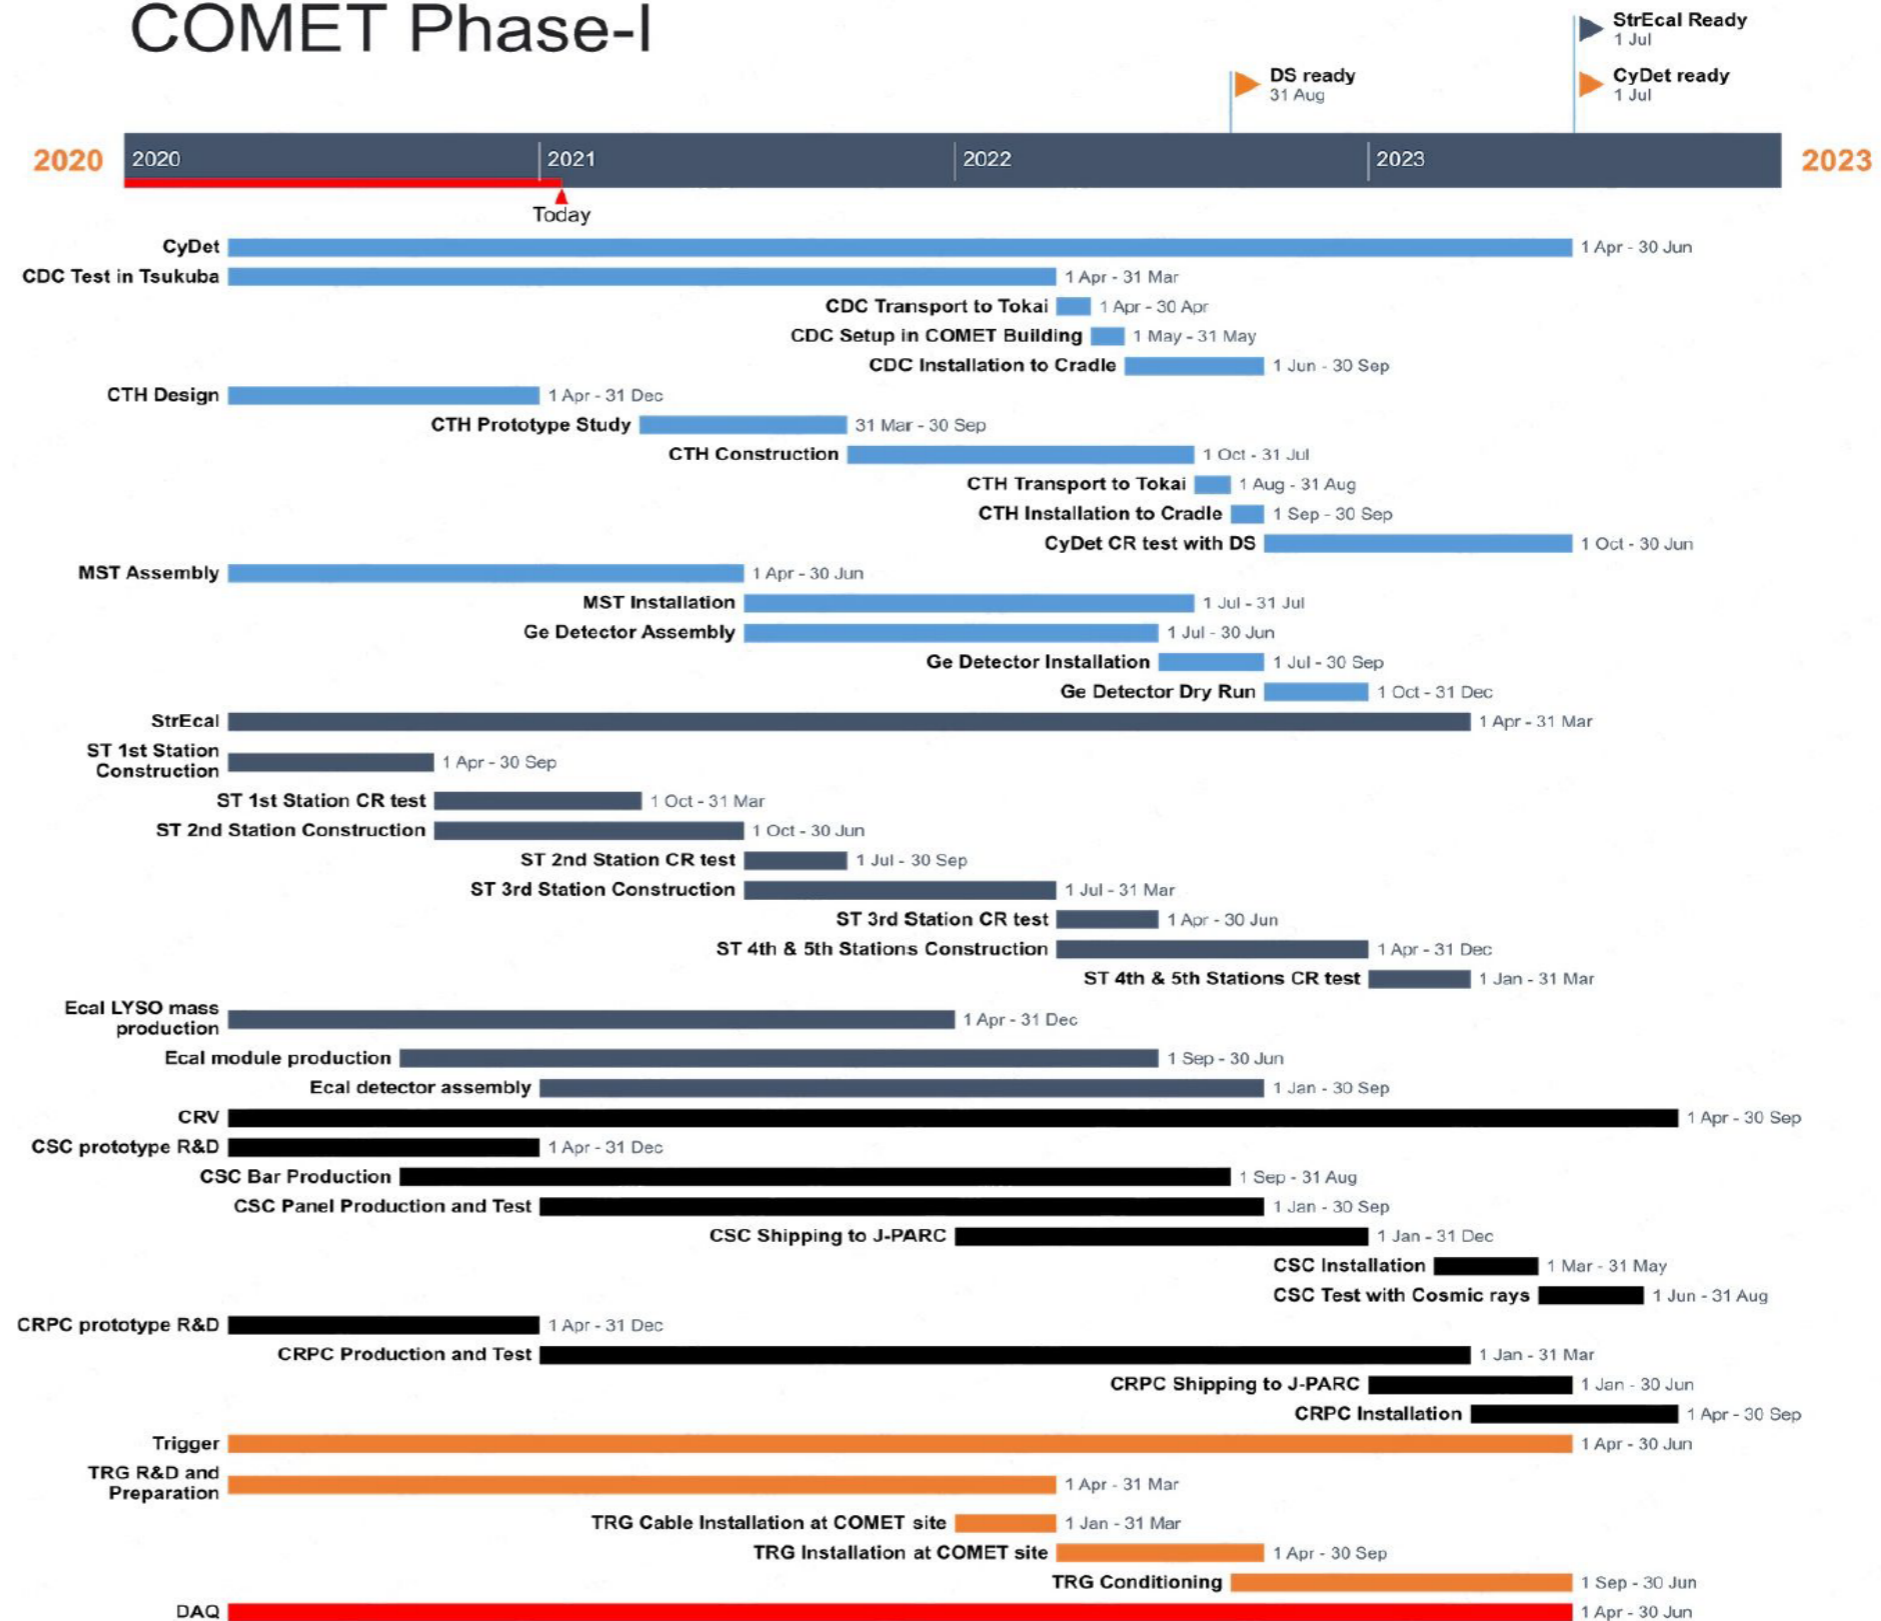 COMET Phase-I
StrEcal Ready
1 Jul
DS ready
31 Aug
CyDet ready
1 Jul
2020
2020
2021
2022
2023
2023
Today
CyDet
1 Apr - 30 Jun
CDC Test in Tsukuba
1 Apr - 31 Mar
CDC Transport to Tokai
1 Apr - 30 Apr
CDC Setup in COMET Building
1 May - 31 May
CDC Installation to Cradle
1 Jun - 30 Sep
CTH Design
1 Apr - 31 Dec
CTH Prototype Study
31 Mar - 30 Sep
CTH Construction
1 Oct - 31 Jul
CTH Transport to Tokai
1 Aug - 31 Aug
CTH Installation to Cradle
1 Sep - 30 Sep
CyDet CR test with DS
1 Oct - 30 Jun
MST Assembly
1 Apr - 30 Jun
MST Installation
1 Jul - 31 Jul
Ge Detector Assembly
1 Jul - 30 Jun
Ge Detector Installation
1 Jul - 30 Sep
Ge Detector Dry Run
1 Oct - 31 Dec
StrEcal
1 Apr - 31 Mar
ST 1st Station
Construction
1 Apr - 30 Sep
ST 1st Station CR test
1 Oct - 31 Mar
ST 2nd Station Construction
1 Oct - 30 Jun
ST 2nd Station CR test
1 Jul - 30 Sep
ST 3rd Station Construction
1 Jul - 31 Mar
ST 3rd Station CR test
1 Apr - 30 Jun
ST 4th & 5th Stations Construction
1 Apr - 31 Dec
ST 4th & 5th Stations CR test
1 Jan - 31 Mar
Ecal LYSO mass
production
1 Apr - 31 Dec
Ecal module production
1 Sep - 30 Jun
Ecal detector assembly
1 Jan - 30 Sep
CRV
1 Apr - 30 Sep
CSC prototype R&D
1 Apr - 31 Dec
CSC Bar Production
1 Sep - 31 Aug
CSC Panel Production and Test
1 Jan - 30 Sep
CSC Shipping to J-PARC
1 Jan - 31 Dec
CSC Installation
1 Mar - 31 May
CSC Test with Cosmic rays
1 Jun - 31 Aug
CRPC prototype R&D
1 Apr - 31 Dec
CRPC Production and Test
1 Jan - 31 Mar
CRPC Shipping to J-PARC
1 Jan - 30 Jun
CRPC Installation
1 Apr - 30 Sep
Trigger
1 Apr - 30 Jun
TRG R&D and
Preparation
1 Apr - 31 Mar
TRG Cable Installation at COMET site
1 Jan - 31 Mar
TRG Installation at COMET site
1 Apr - 30 Sep
TRG Conditioning
1 Sep - 30 Jun
DAQ
1 Apr - 30 Jun